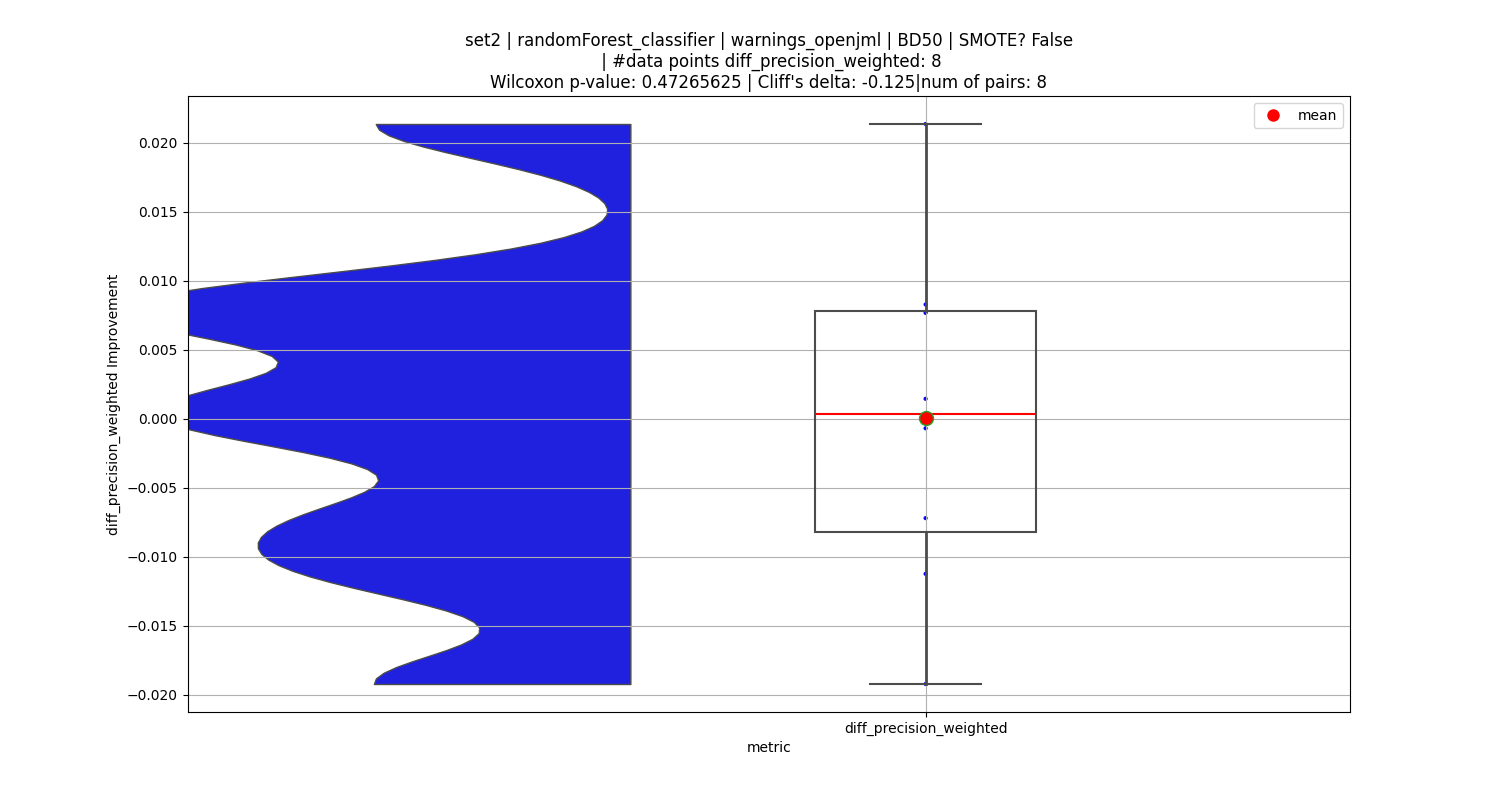 set2 | randomForest_classifier | warnings_openjml | BD50 | SMOTE? False
| #data points diff_precision_weighted: 8
Wilcoxon p-value: 0.47265625 | Cliff's delta: -0.125|num of pairs: 8
mean
0.020
0.015
0.010
0.005
0.000
−0.005
−0.010
−0.015
−0.020
diff_precision_weighted Improvement
diff_precision_weighted
metric